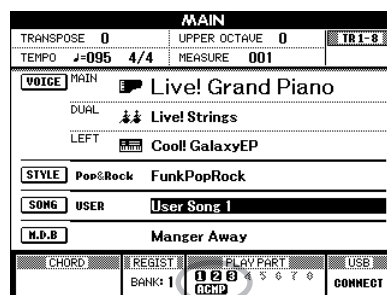 MAIN
TRANSPOSE 0 UPPER OCTAVE 0 TR 1-8
TEMPO ♩=095 4/4 MEASURE 001
VOICE MAIN Live! Grand Piano
DUAL Live! Strings
LEFT Cool! GalaxyEP
STYLE Pop&Rock FunkPopRock
SONG USER User Song 1
M.D.B Manger Away
CHORD REGIST PLAY PART USB
BANK: 1 1 2 3 4 5 6 7 8 CONNECT
ACMP